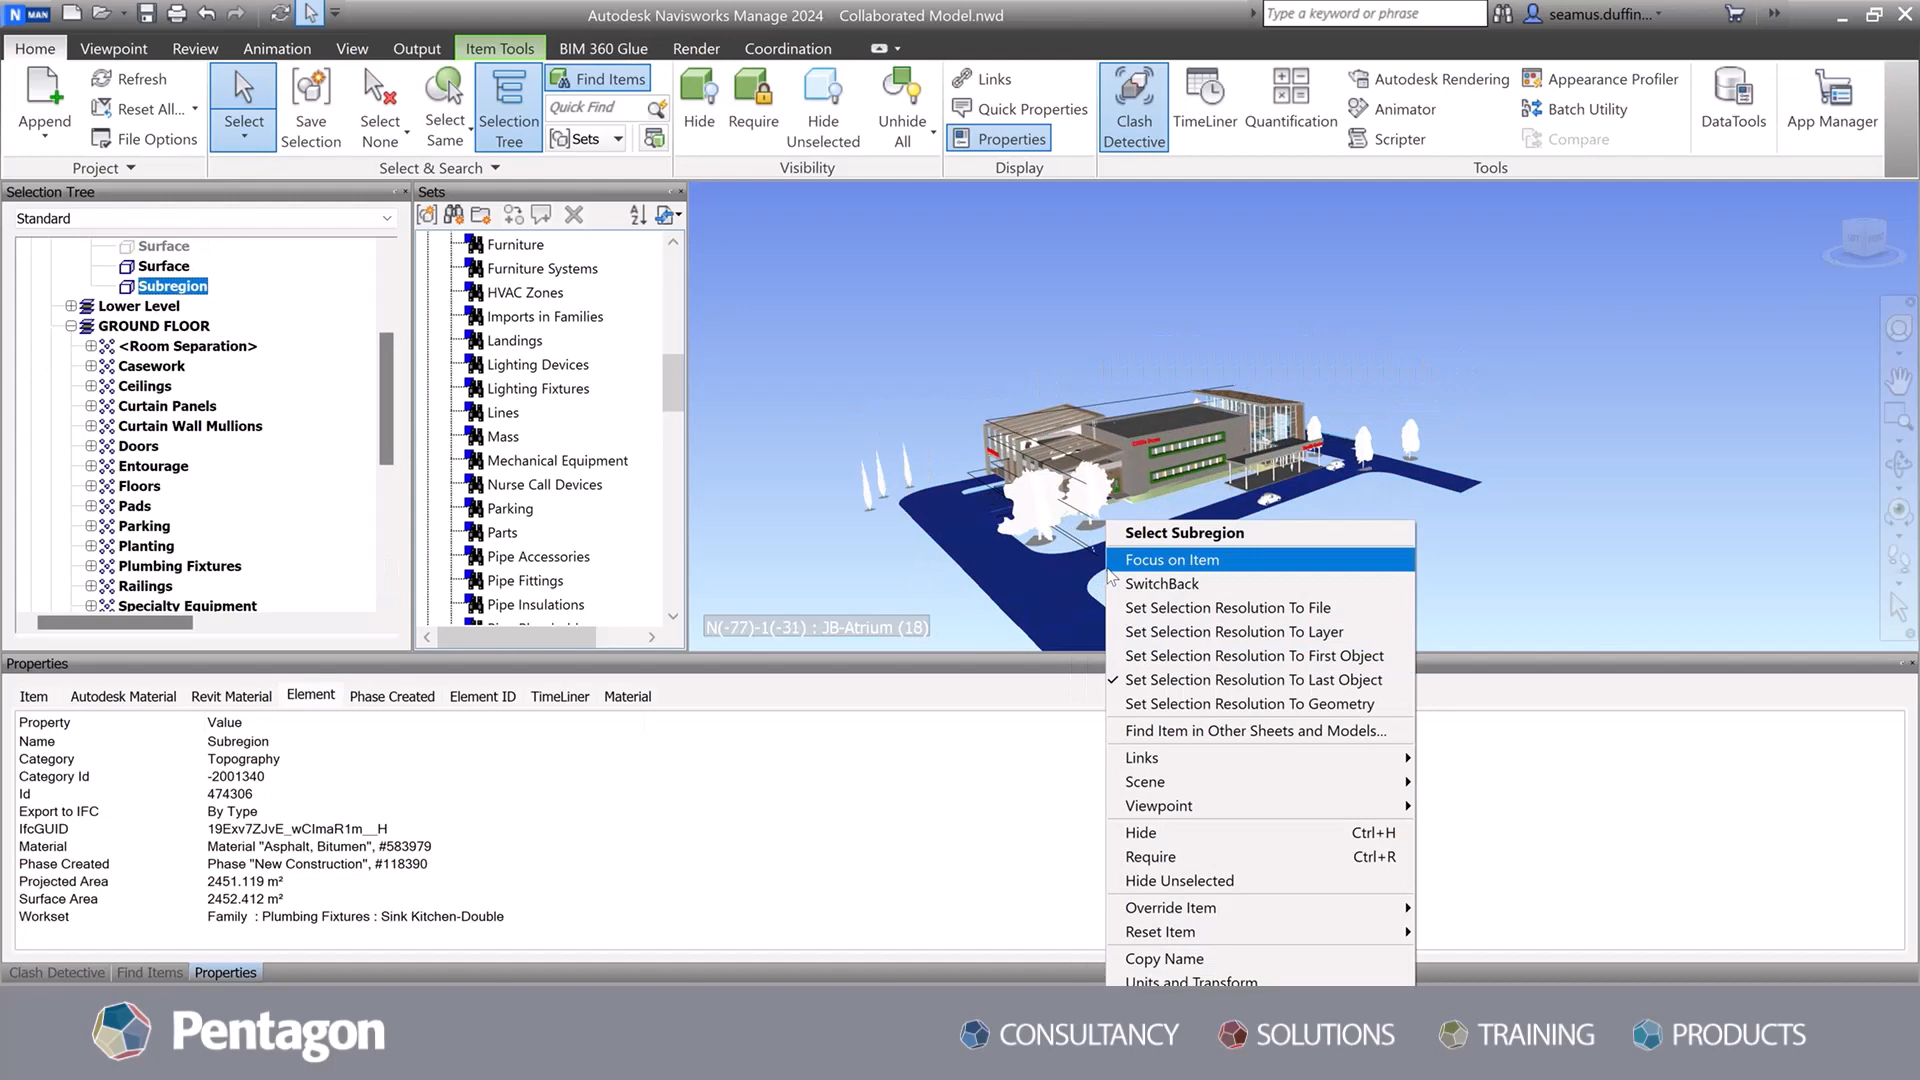 N MAN
Autodesk Navisworks Manage 2024 Collaborated Model.nwd
Type a keyword or phrase
seamus.duffin...
Home Viewpoint Review Animation View Output Item Tools BIM 360 Glue Render Coordination
Append
Refresh
Reset All...
File Options
Project
Select
Save Selection
Select None
Select Same
Selection Tree
Find Items
Quick Find
Sets
Select & Search
Hide
Require
Hide Unselected
Unhide All
Visibility
Links
Quick Properties
Properties
Display
Clash Detective
TimeLiner
Quantification
Autodesk Rendering
Animator
Scripter
Appearance Profiler
Batch Utility
Compare
Tools
DataTools
App Manager
Selection Tree
Standard
Surface
Surface
Subregion
Lower Level
GROUND FLOOR
<Room Separation>
Casework
Ceilings
Curtain Panels
Curtain Wall Mullions
Doors
Entourage
Floors
Pads
Parking
Planting
Plumbing Fixtures
Railings
Specialty Equipment
Sets
Furniture
Furniture Systems
HVAC Zones
Imports in Families
Landings
Lighting Devices
Lighting Fixtures
Lines
Mass
Mechanical Equipment
Nurse Call Devices
Parking
Parts
Pipe Accessories
Pipe Fittings
Pipe Insulations
N(-77)-1(-31) : JB-Atrium (18)
Select Subregion
Focus on Item
SwitchBack
Set Selection Resolution To File
Set Selection Resolution To Layer
Set Selection Resolution To First Object
Set Selection Resolution To Last Object
Set Selection Resolution To Geometry
Find Item in Other Sheets and Models...
Links
Scene
Viewpoint
Hide Ctrl+H
Require Ctrl+R
Hide Unselected
Override Item
Reset Item
Copy Name
Units and Transform
Properties
Item Autodesk Material Revit Material Element Phase Created Element ID TimeLiner Material
Property Value
Name Subregion
Category Topography
Category Id -2001340
Id 474306
Export to IFC By Type
IfcGUID 19Exv7ZJvE_wCImaR1m__H
Material Material "Asphalt, Bitumen", #583979
Phase Created Phase "New Construction", #118390
Projected Area 2451.119 m²
Surface Area 2452.412 m²
Workset Family : Plumbing Fixtures : Sink Kitchen-Double
Clash Detective Find Items Properties
Pentagon
CONSULTANCY SOLUTIONS TRAINING PRODUCTS